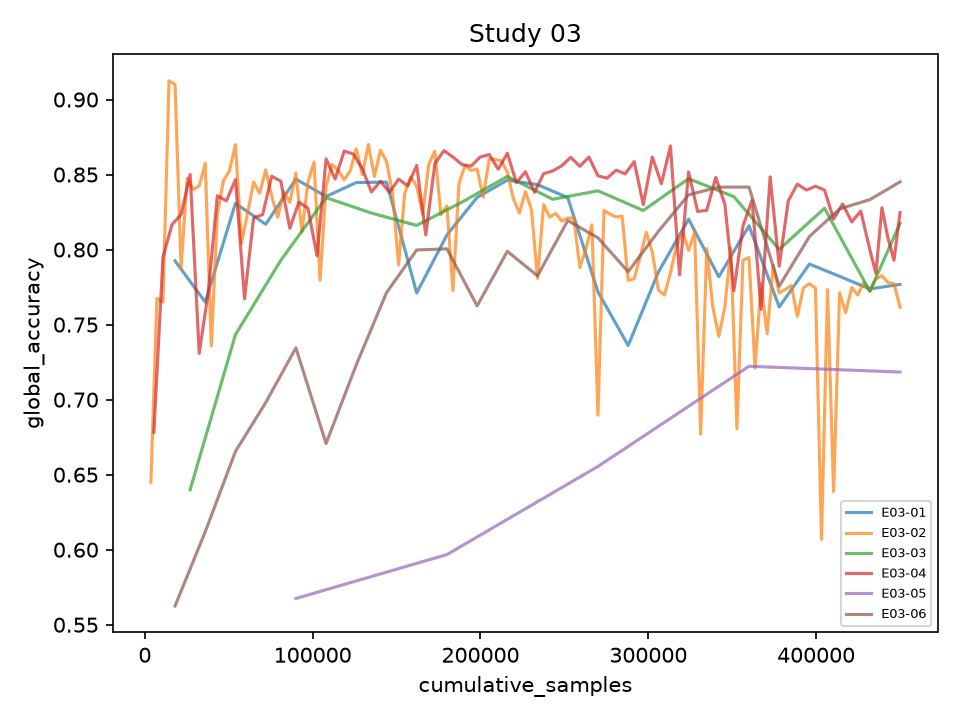 Study 03
global_accuracy
0.90
0.85
0.80
0.75
0.70
0.65
0.60
0.55
0
100000
200000
300000
400000
cumulative_samples
E03-01
E03-02
E03-03
E03-04
E03-05
E03-06